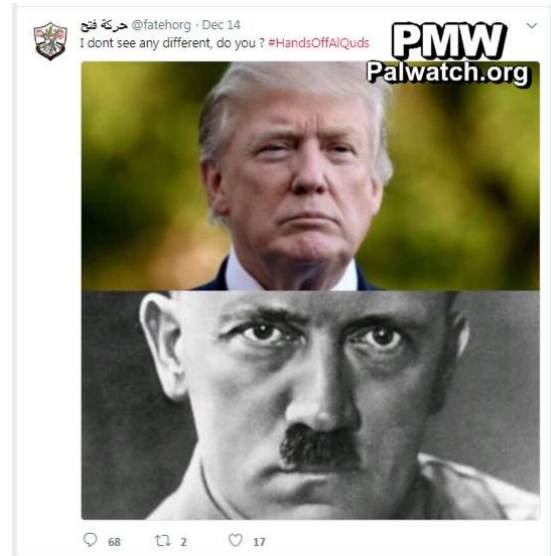 حركة فتح @fatehorg · Dec 14
I dont see any different, do you ? #HandsOffAlQuds
PMW
Palwatch.org
68 2 17